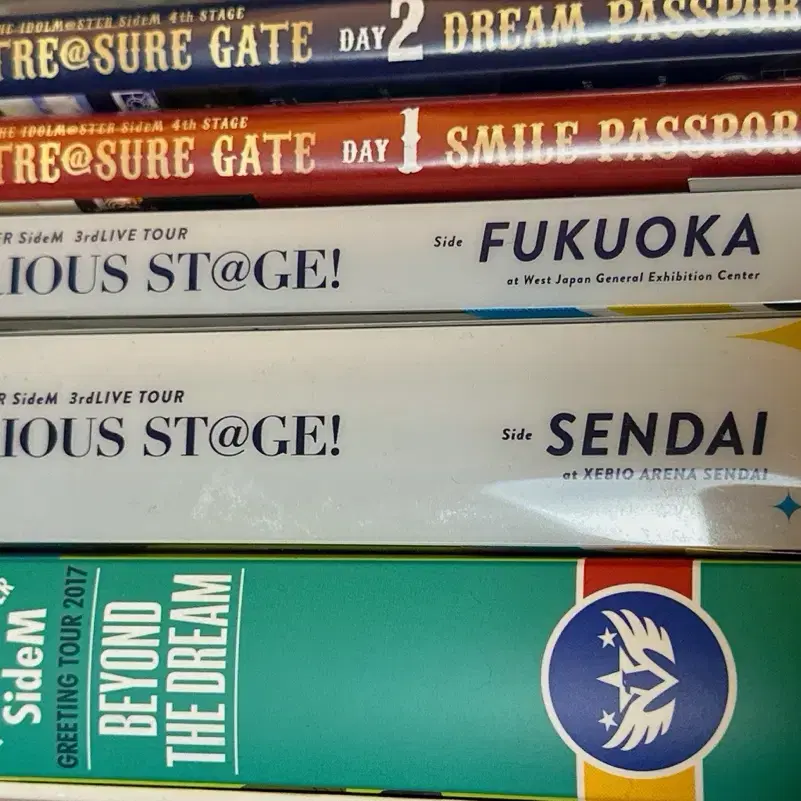 THE IDOLM@STER SideM 4th STAGE
TRE@SURE GATE DAY 2 DREAM PASSPOR
THE IDOLM@STER SideM 4th STAGE
TRE@SURE GATE DAY 1 SMILE PASSPOR
ER SideM 3rdLIVE TOUR
IOUS ST@GE!
Side FUKUOKA
at West Japan General Exhibition Center
R SideM 3rdLIVE TOUR
IOUS ST@GE!
Side SENDAI
at XEBIO ARENA SENDAI
ER
SideM
GREETING TOUR 2017
BEYOND
THE DREAM